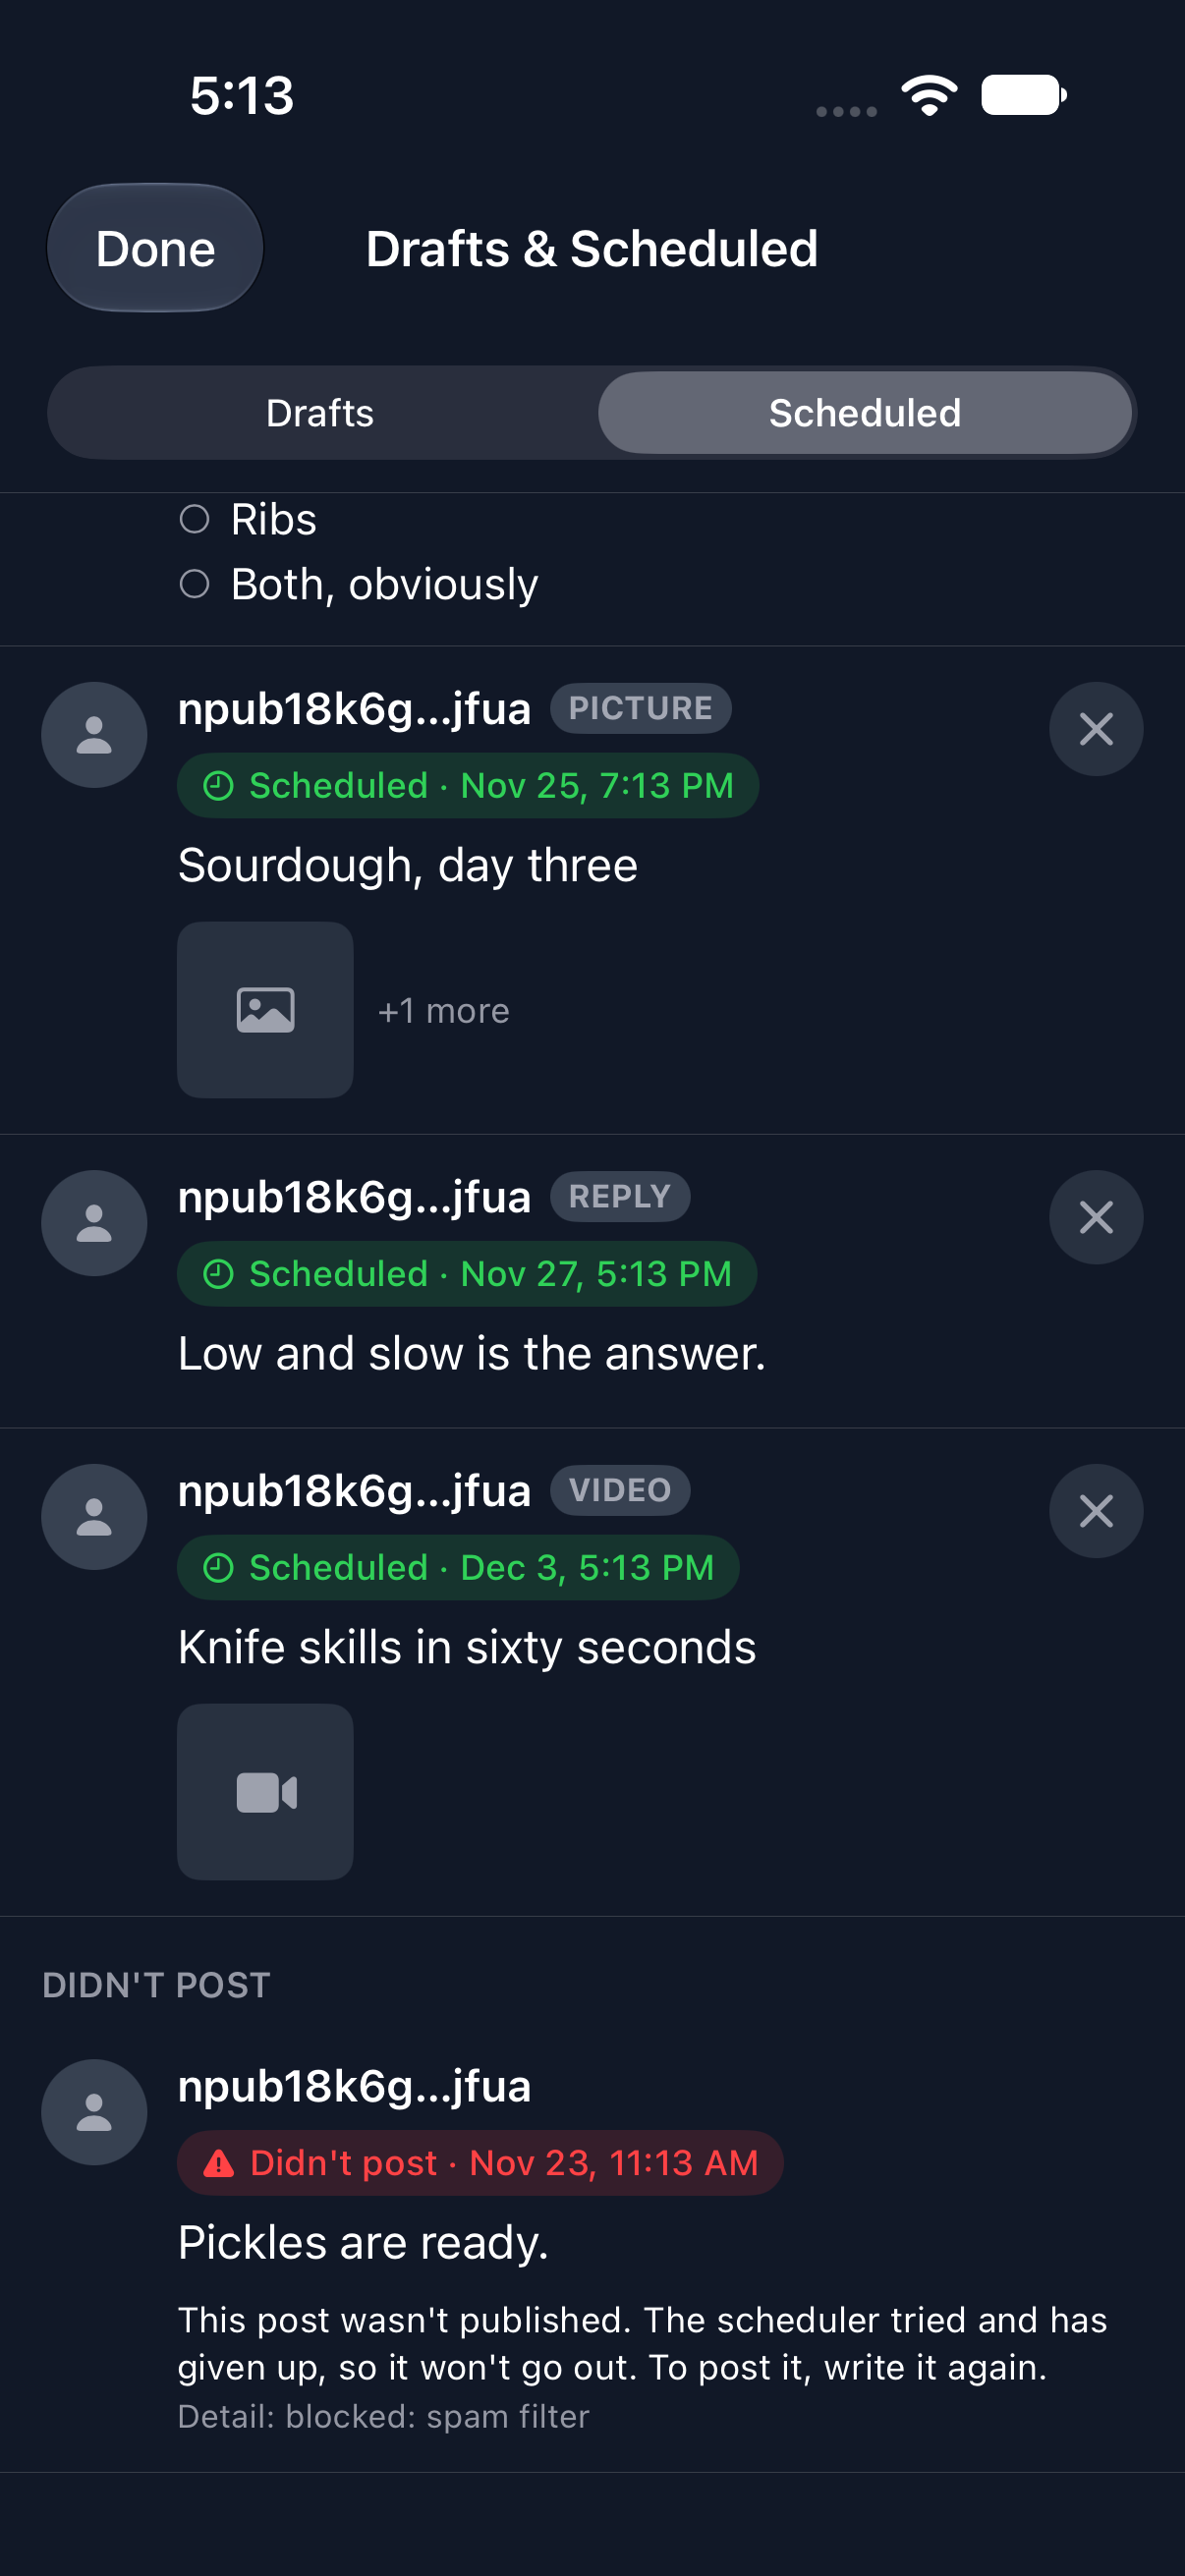 5:13
Done
Drafts & Scheduled
Drafts
Scheduled
Ribs
Both, obviously
npub18k6g...jfua PICTURE
Scheduled · Nov 25, 7:13 PM
Sourdough, day three
+1 more
npub18k6g...jfua REPLY
Scheduled · Nov 27, 5:13 PM
Low and slow is the answer.
npub18k6g...jfua VIDEO
Scheduled · Dec 3, 5:13 PM
Knife skills in sixty seconds
DIDN'T POST
npub18k6g...jfua
Didn't post · Nov 23, 11:13 AM
Pickles are ready.
This post wasn't published. The scheduler tried and has
given up, so it won't go out. To post it, write it again.
Detail: blocked: spam filter